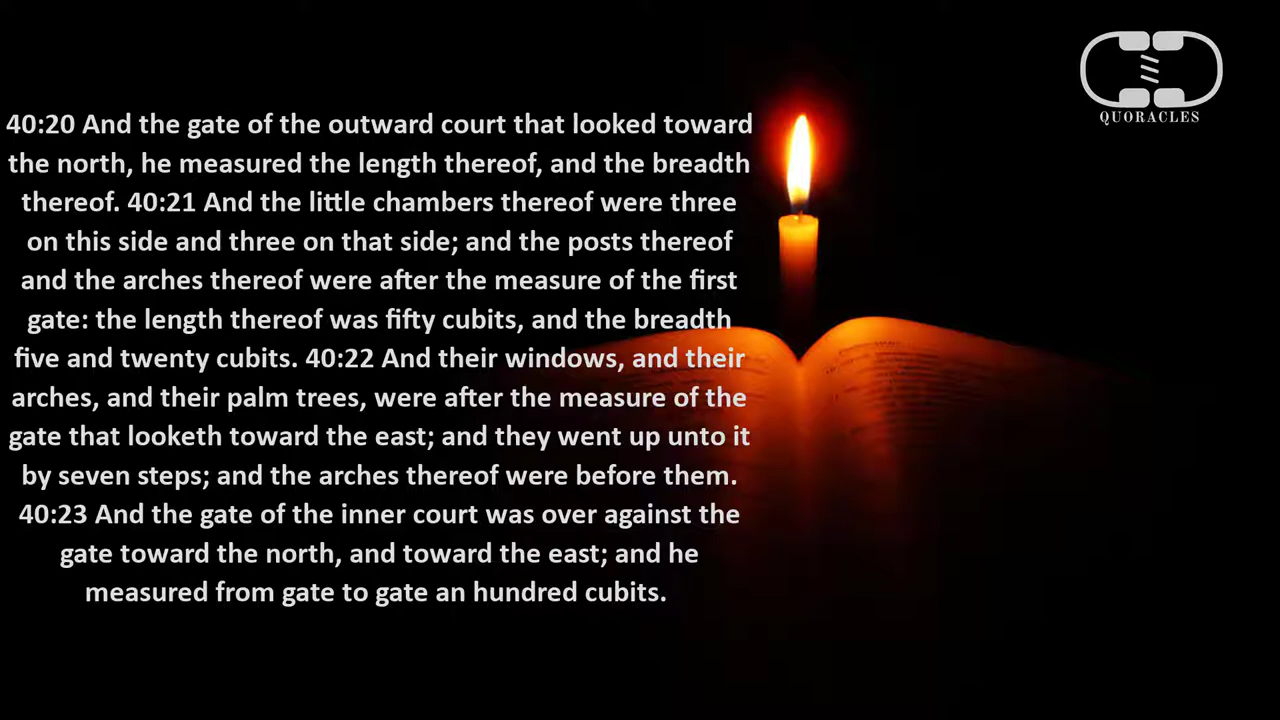 QUORACLES
40:20 And the gate of the outward court that looked toward
the north, he measured the length thereof, and the breadth
thereof. 40:21 And the little chambers thereof were three
on this side and three on that side; and the posts thereof
and the arches thereof were after the measure of the first
gate: the length thereof was fifty cubits, and the breadth
five and twenty cubits. 40:22 And their windows, and their
arches, and their palm trees, were after the measure of the
gate that looketh toward the east; and they went up unto it
by seven steps; and the arches thereof were before them.
40:23 And the gate of the inner court was over against the
gate toward the north, and toward the east; and he
measured from gate to gate an hundred cubits.